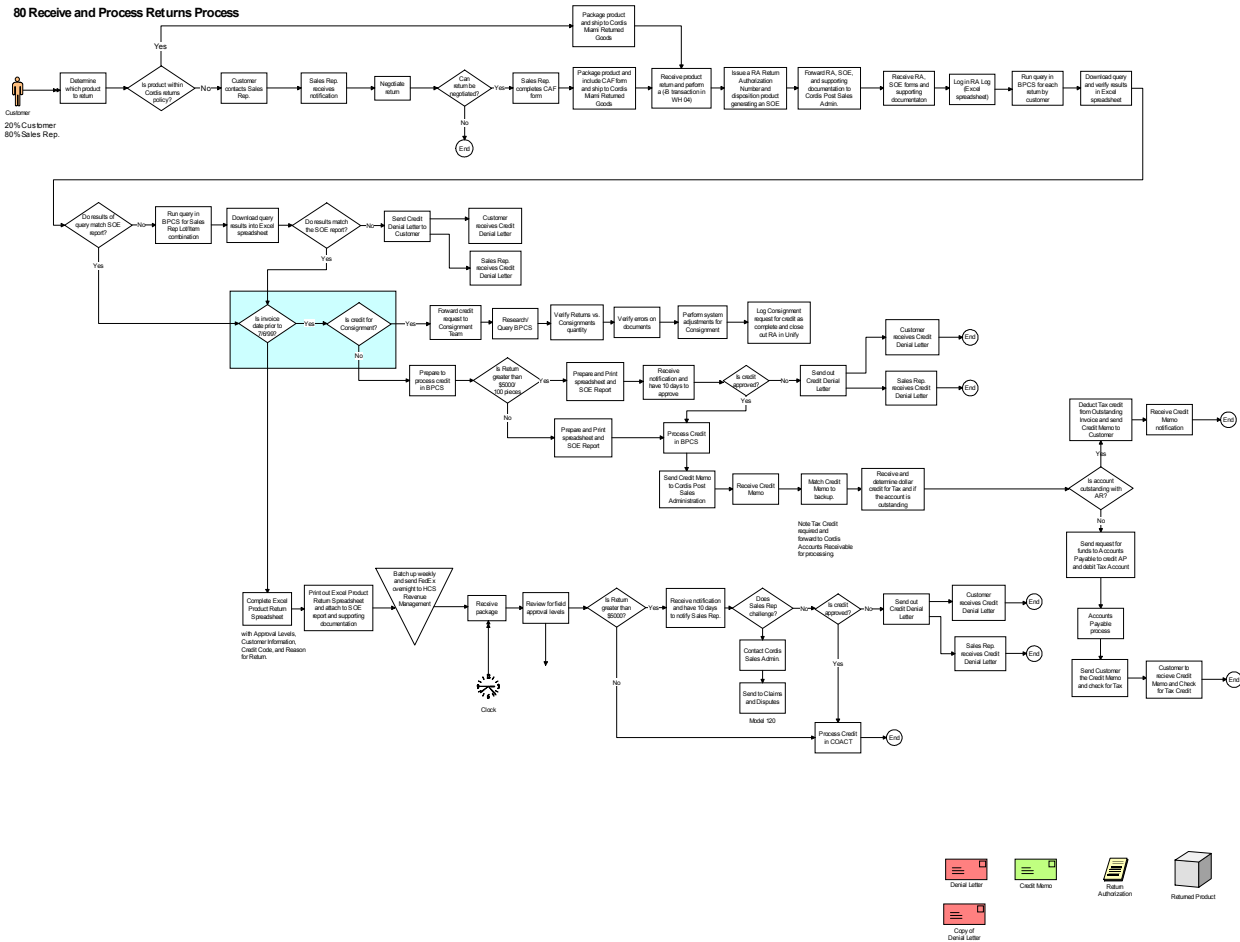 80 Receive and Process Returns Process
Package product
and ship to Cordis
Miami Returned
Goods
Yes
Customer
20% Customer
80% Sales Rep.
Determine
which product
to return
Is product within
Cordis returns
policy?
No
Customer
contacts Sales
Rep.
Sales Rep.
receives
notification
Negotiate
return
Can
return be
negotiated?
Yes
No
End
Sales Rep.
completes CAF
form
Package product and
include CAF form
and ship to Cordis
Miami Returned
Goods
Receive product
return and perform
a (iB transaction in
WH 04)
Issue a RA Return
Authorization
Number and
disposition product
generating an SOE
Forward RA, SOE,
and supporting
documentation to
Cordis Post Sales
Admin.
Receive RA,
SOE forms and
supporting
documentaton
Log in RA Log
(Excel
spreadsheet)
Run query in
BPCS for each
return by
customer
Download query
and verify results
in Excel
spreadsheet
Do results of
query match SOE
report?
No
Yes
Run query in
BPCS for Sales
Rep Lot/Item
combination
Download query
results into Excel
spreadsheet
Do results match
the SOE report?
No
Yes
Send Credit
Denial Letter to
Customer
Customer
receives Credit
Denial Letter
Sales Rep.
receives Credit
Denial Letter
Is invoice
date prior to
7/6/99?
Yes
Is credit for
Consignment?
Yes
No
Forward credit
request to
Consignment
Team
Research/
Query BPCS
Verify Returns vs.
Consignments
quantity
Verify erros on
documents
Perform system
adjustments for
Consignment
Log Consignment
request for credit as
complete and close
out RA in Unify
Prepare to
process credit
in BPCS
Is Return
greater than
$5000/
100 pieces
Yes
No
Prepare and Print
spreadsheet and
SOE Report
Receive
notification and
have 10 days to
approve
Is credit
approved?
No
Yes
Send out
Credit Denial
Letter
Customer
receives Credit
Denial Letter
End
Sales Rep.
receives Credit
Denial Letter
End
Prepare and Print
spreadsheet and
SOE Report
Process Credit
in BPCS
Send Credit Memo
to Cordis Post
Sales
Administration
Receive Credit
Memo
Match Credit
Memo to
backup.
Receive and
determine dollar
credit for Tax and if
the account is
outstanding
Note Tax Credit
required and
forward to Cordis
Accounts Receivable
for processing.
Deduct Tax credit
from Outstanding
Invoice and send
Credit Memo to
Customer
Receive Credit
Memo
notification
End
Yes
Is account
outstanding with
AR?
No
Send request for
funds to Accounts
Payable to credit AP
and debit Tax Account
Accounts
Payable
process
Send Customer
the Credit Memo
and check for Tax
Customer to
recieve Credit
Memo and Check
for Tax Credit
End
Complete Excel
Product Return
Spreadsheet
with Approval Levels,
Customer Information,
Credit Code, and Reason
for Return.
Print out Excel Product
Return Spreadsheet
and attach to SOE
report and supporting
documentation
Batch up weekly
and send FedEx
overnight to HCS
Revenue
Management
Receive
package
Clock
Review for field
approval levels
Is Return
greater than
$5000?
Yes
No
Receive notification
and have 10 days
to notify Sales Rep.
Does
Sales Rep
challenge?
No
Contact Cordis
Sales Admin.
Send to Claims
and Disputes
Model 120
Is credit
approved?
No
Yes
Send out
Credit Denial
Letter
Customer
receives Credit
Denial Letter
End
Sales Rep.
receives Credit
Denial Letter
End
Process Credit
in COACT
End
Denial Letter
Credit Memo
Return
Authorization
Returned Product
Copy of
Denial Letter